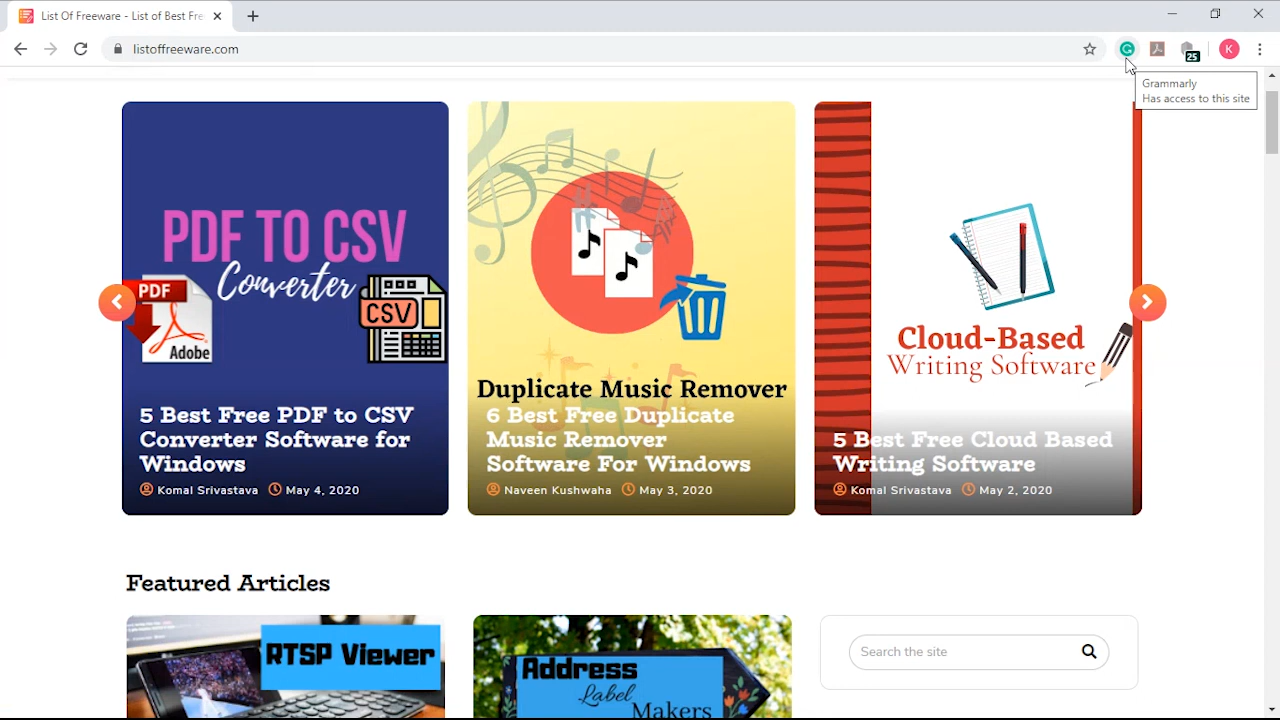 List Of Freeware - List of Best Fre
listoffreeware.com
25
K
Grammarly
Has access to this site
PDF TO CSV
Converter
PDF
Adobe
CSV
5 Best Free PDF to CSV
Converter Software for
Windows
Komal Srivastava May 4, 2020
Duplicate Music Remover
6 Best Free Duplicate
Music Remover
Software For Windows
Naveen Kushwaha May 3, 2020
Cloud-Based
Writing Software
5 Best Free Cloud Based
Writing Software
Komal Srivastava May 2, 2020
Featured Articles
RTSP Viewer
Address
Label
Makers
Search the site